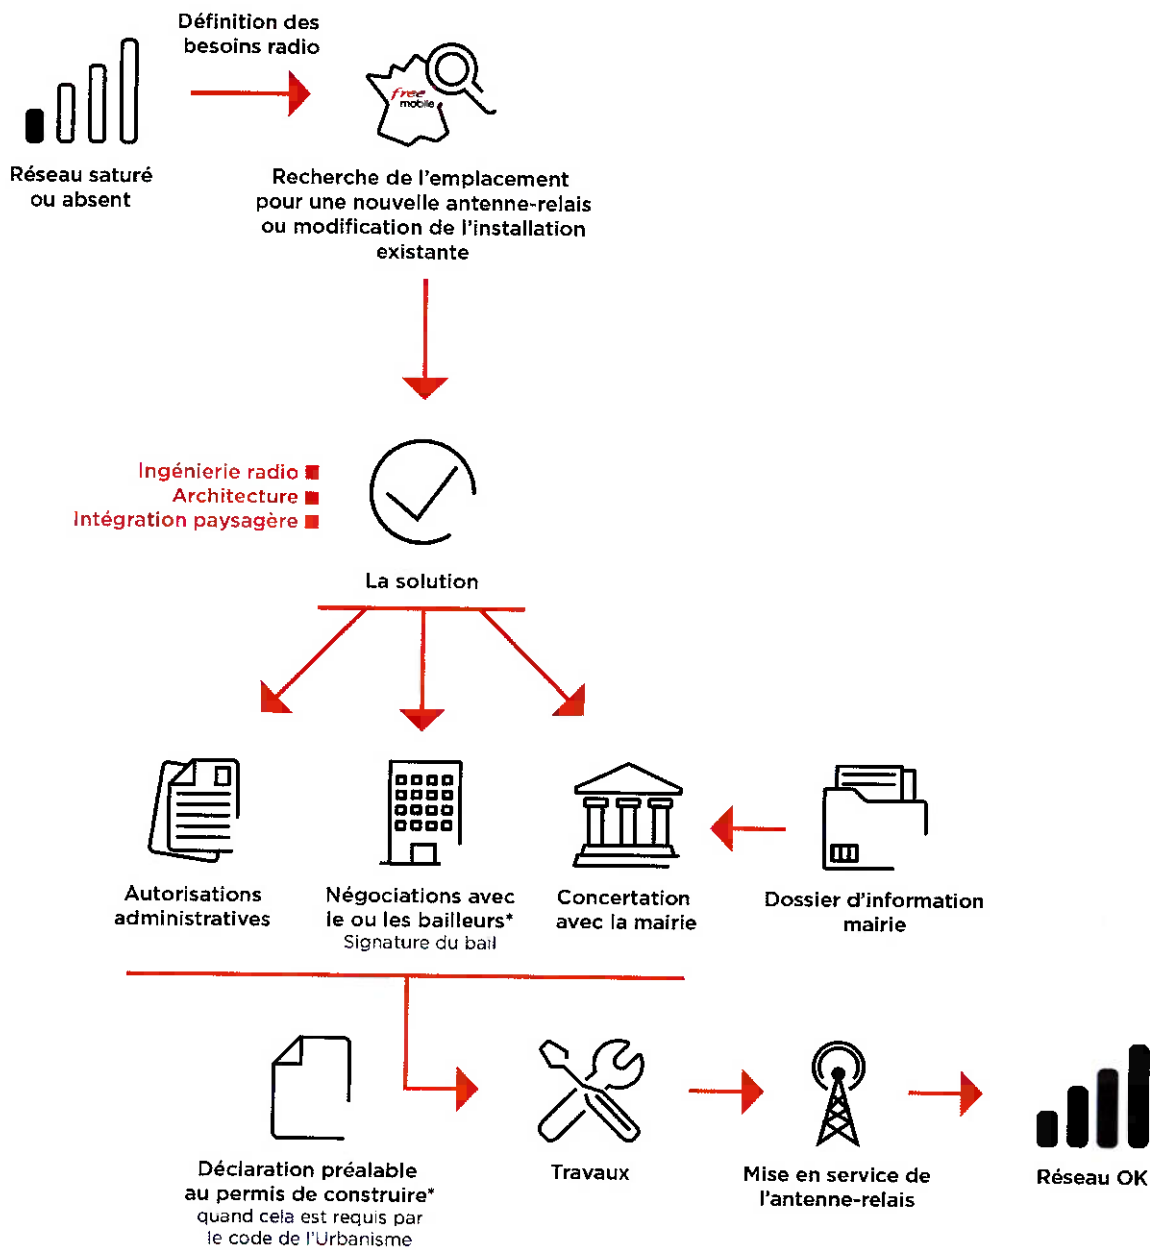 Définition des
besoins radio
free
mobile
Réseau saturé
ou absent
Recherche de l'emplacement
pour une nouvelle antenne-relais
ou modification de l'installation
existante
Ingénierie radio
Architecture
Intégration paysagère
La solution
Autorisations
administratives
Négociations avec
le ou les bailleurs*
Signature du bail
Concertation
avec la mairie
Dossier d'information
mairie
Déclaration préalable
au permis de construire*
quand cela est requis par
le code de l'Urbanisme
Travaux
Mise en service de
l'antenne-relais
Réseau OK